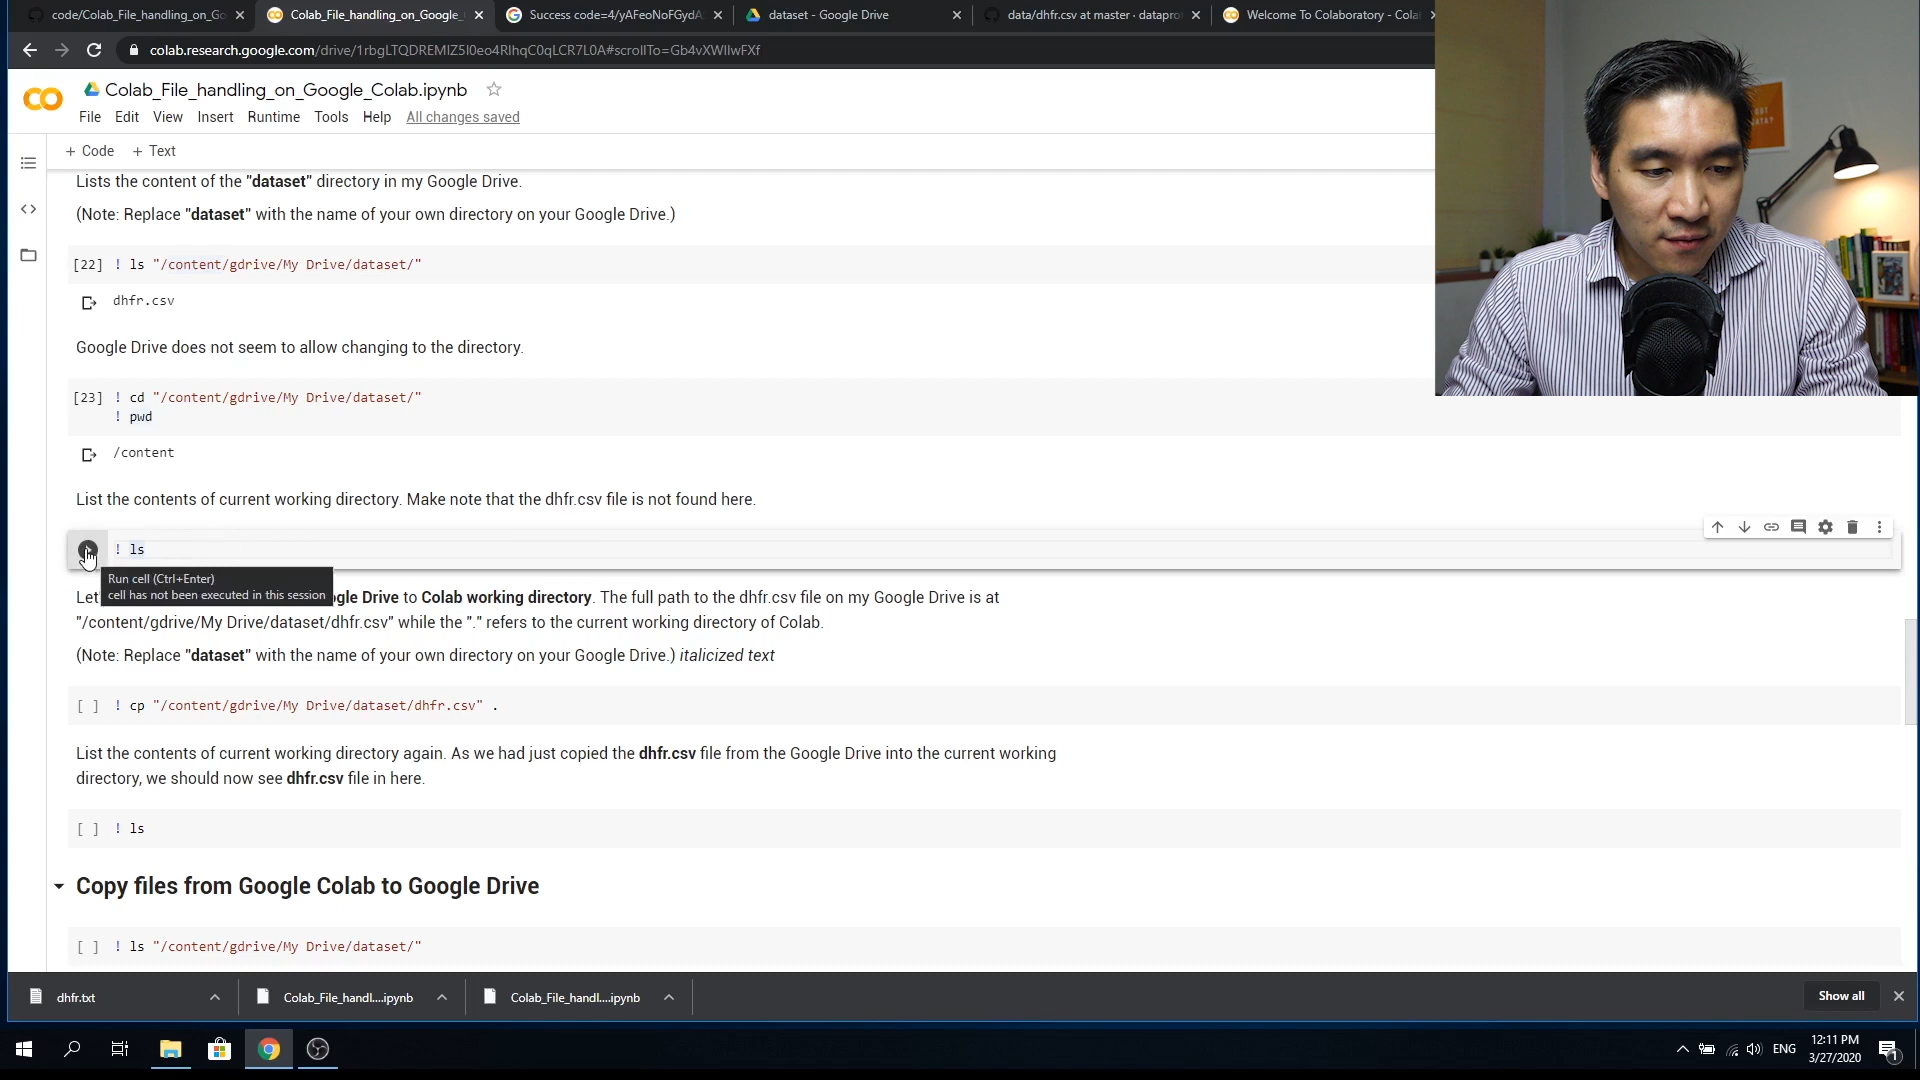 code/Colab_File_handling_on_Go
Colab_File_handling_on_Google_
Success code=4/yAFeoNoFGydA
dataset - Google Drive
data/dhfr.csv at master · datapro
Welcome To Colaboratory - Cola
colab.research.google.com/drive/1rbgLTQDREMIZ5I0eo4RlhqC0qLCR7L0A#scrollTo=Gb4vXWIlwFXf
Colab_File_handling_on_Google_Colab.ipynb
File Edit View Insert Runtime Tools Help All changes saved
+ Code + Text
Lists the content of the "dataset" directory in my Google Drive.
(Note: Replace "dataset" with the name of your own directory on your Google Drive.)
[22] ! ls "/content/gdrive/My Drive/dataset/"
dhfr.csv
Google Drive does not seem to allow changing to the directory.
[23] ! cd "/content/gdrive/My Drive/dataset/"
! pwd
/content
List the contents of current working directory. Make note that the dhfr.csv file is not found here.
! ls
Run cell (Ctrl+Enter)
cell has not been executed in this session
Let ogle Drive to Colab working directory. The full path to the dhfr.csv file on my Google Drive is at
"/content/gdrive/My Drive/dataset/dhfr.csv" while the "." refers to the current working directory of Colab.
(Note: Replace "dataset" with the name of your own directory on your Google Drive.) italicized text
[ ] ! cp "/content/gdrive/My Drive/dataset/dhfr.csv" .
List the contents of current working directory again. As we had just copied the dhfr.csv file from the Google Drive into the current working
directory, we should now see dhfr.csv file in here.
[ ] ! ls
Copy files from Google Colab to Google Drive
[ ] ! ls "/content/gdrive/My Drive/dataset/"
dhfr.txt
Colab_File_handl....ipynb
Colab_File_handl....ipynb
Show all
ENG
12:11 PM
3/27/2020
1